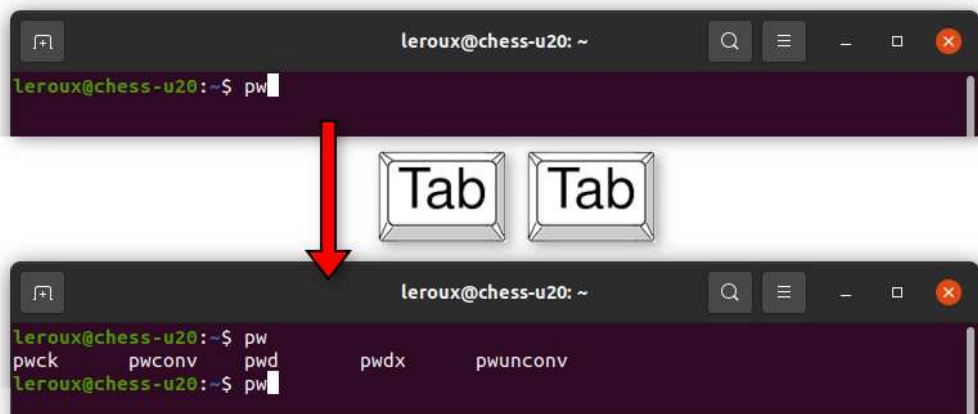 leroux@chess-u20: ~
leroux@chess-u20:~$ pw
Tab Tab
leroux@chess-u20: ~
leroux@chess-u20:~$ pw
pwck pwconv pwd pwdx pwunconv
leroux@chess-u20:~$ pw